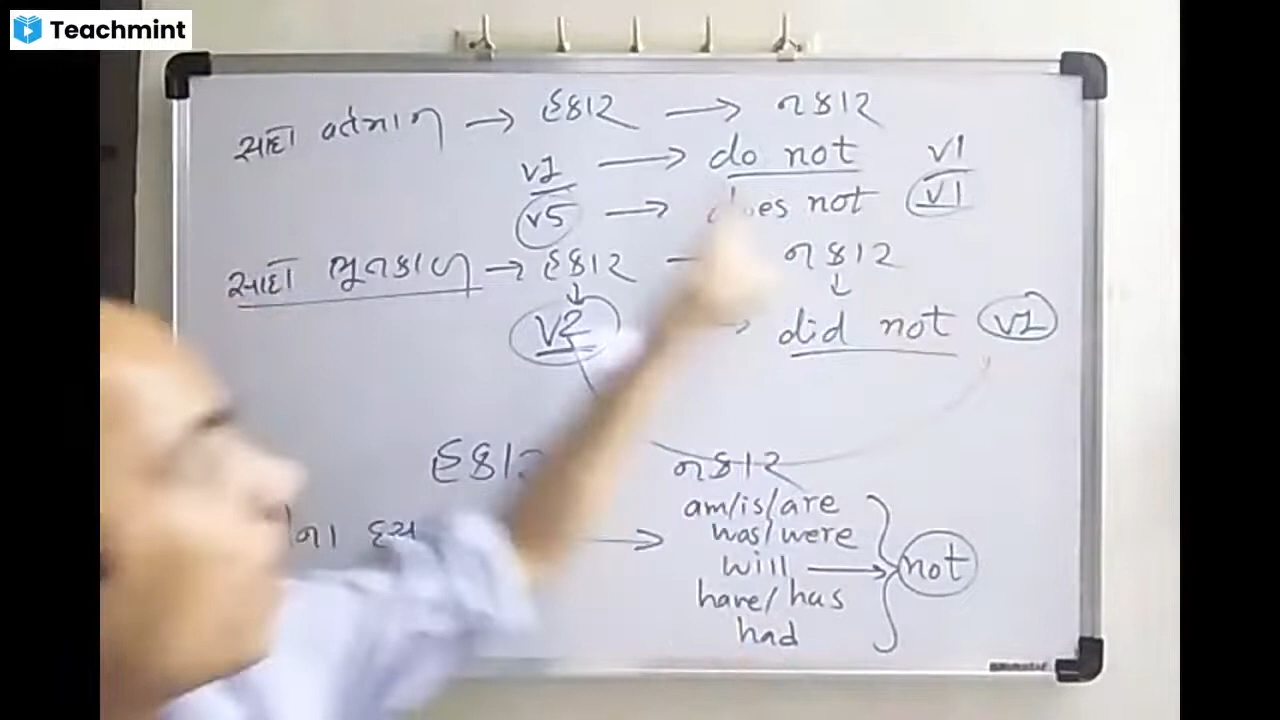 Teachmint
સાદો વર્તમાન → હકાર → નકાર
V1 → do not V1
V5 → does not V1
સાદો ભૂતકાળ → હકાર → નકાર
V2 → did not V1
હકાર નકાર
am/is/are
was/were
will → not
have/has
had